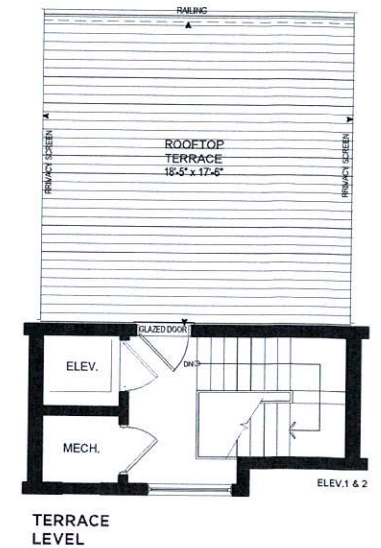 RAILING
PRIVACY SCREEN
ROOFTOP
TERRACE
18'-5" x 17'-6"
PRIVACY SCREEN
GLAZED DOOR
ELEV.
DN
MECH.
ELEV.1 & 2
TERRACE
LEVEL